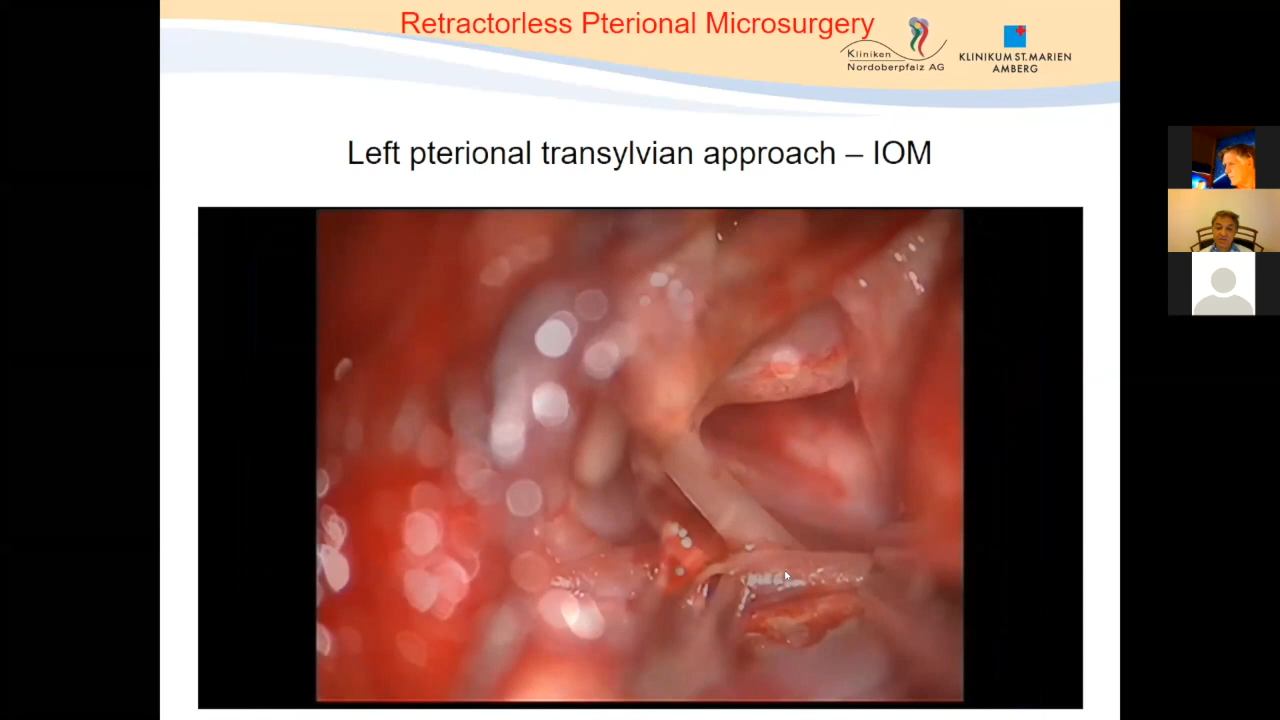 Retractorless Pterional Microsurgery
Kliniken
Nordoberpfalz AG
KLINIKUM ST.MARIEN
AMBERG
Left pterional transylvian approach – IOM